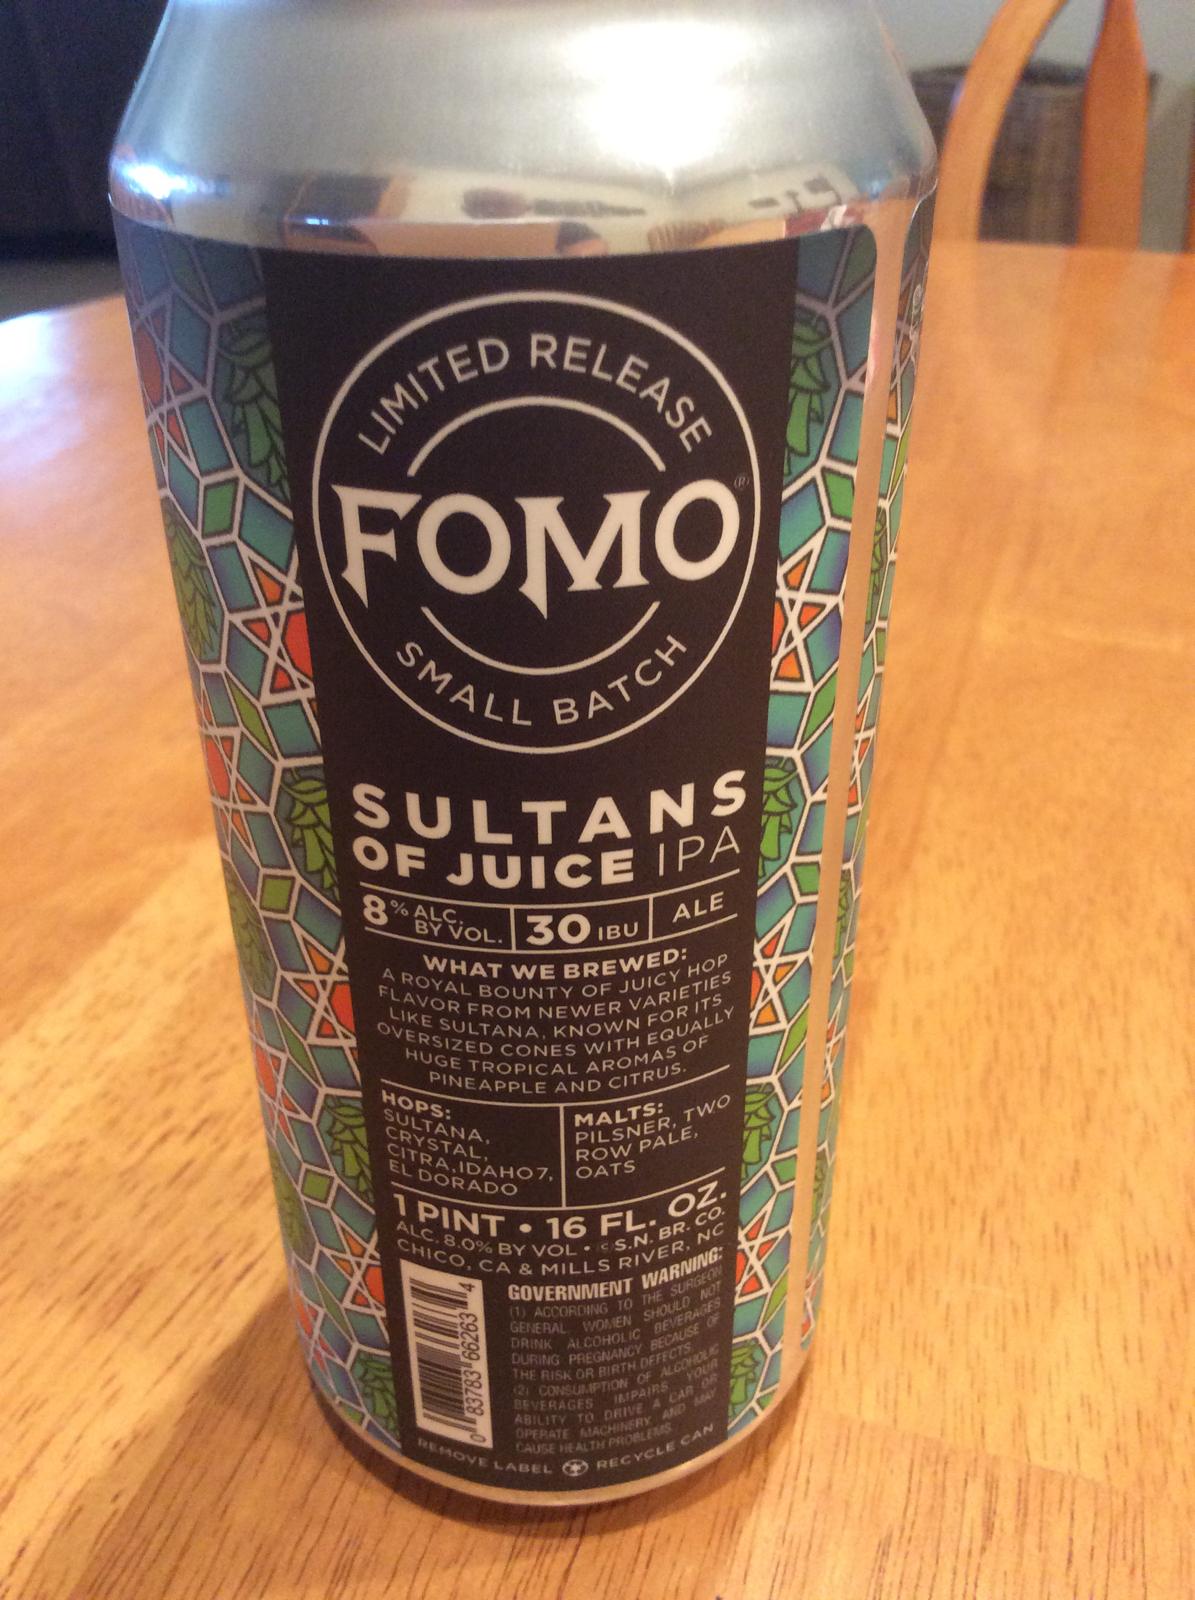 LIMITED RELEASE
FOMO®
SMALL BATCH
SULTANS
OF JUICE IPA
8% ALC. BY VOL. 30 IBU ALE
WHAT WE BREWED:
A ROYAL BOUNTY OF JUICY HOP
FLAVOR FROM NEWER VARIETIES
LIKE SULTANA, KNOWN FOR ITS
OVERSIZED CONES WITH EQUALLY
HUGE TROPICAL AROMAS OF
PINEAPPLE AND CITRUS.
HOPS:
SULTANA,
CRYSTAL,
CITRA, IDAHO 7,
EL DORADO
MALTS:
PILSNER, TWO
ROW PALE,
OATS
1 PINT • 16 FL. OZ.
ALC. 8.0% BY VOL • © S.N. BR. CO.
CHICO, CA & MILLS RIVER, NC
0 83783 66263 4
GOVERNMENT WARNING:
(1) ACCORDING TO THE SURGEON
GENERAL, WOMEN SHOULD NOT
DRINK ALCOHOLIC BEVERAGES
DURING PREGNANCY BECAUSE OF
THE RISK OF BIRTH DEFECTS.
(2) CONSUMPTION OF ALCOHOLIC
BEVERAGES IMPAIRS YOUR
ABILITY TO DRIVE A CAR OR
OPERATE MACHINERY, AND MAY
CAUSE HEALTH PROBLEMS.
REMOVE LABEL RECYCLE CAN